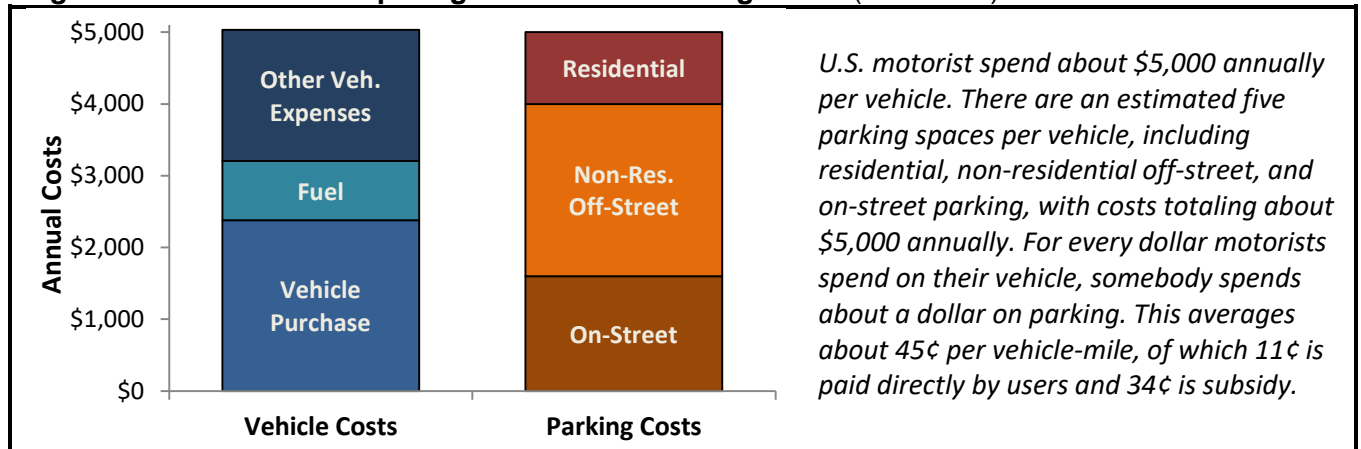 $5,000
$4,000
$3,000
$2,000
$1,000
$0
Annual Costs
Other Veh.
Expenses
Fuel
Vehicle
Purchase
Residential
Non-Res.
Off-Street
On-Street
Vehicle Costs
Parking Costs
U.S. motorist spend about $5,000 annually
per vehicle. There are an estimated five
parking spaces per vehicle, including
residential, non-residential off-street, and
on-street parking, with costs totaling about
$5,000 annually. For every dollar motorists
spend on their vehicle, somebody spends
about a dollar on parking. This averages
about 45¢ per vehicle-mile, of which 11¢ is
paid directly by users and 34¢ is subsidy.